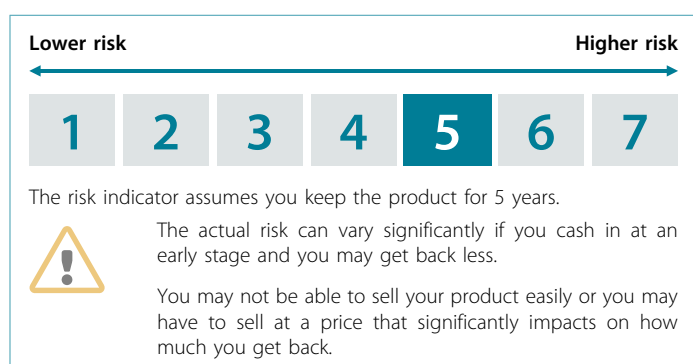 Lower risk Higher risk
1 2 3 4 5 6 7
The risk indicator assumes you keep the product for 5 years.
The actual risk can vary significantly if you cash in at an
early stage and you may get back less.
You may not be able to sell your product easily or you may
have to sell at a price that significantly impacts on how
much you get back.